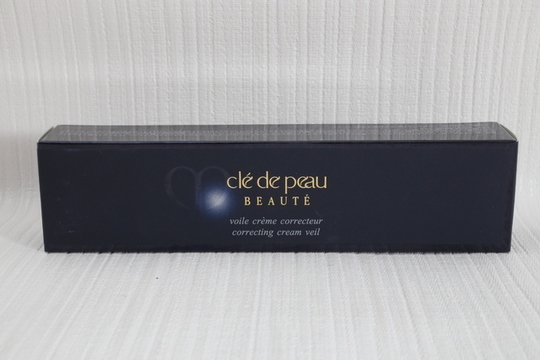 clé de peau
BEAUTÉ
voile crème correcteur
correcting cream veil